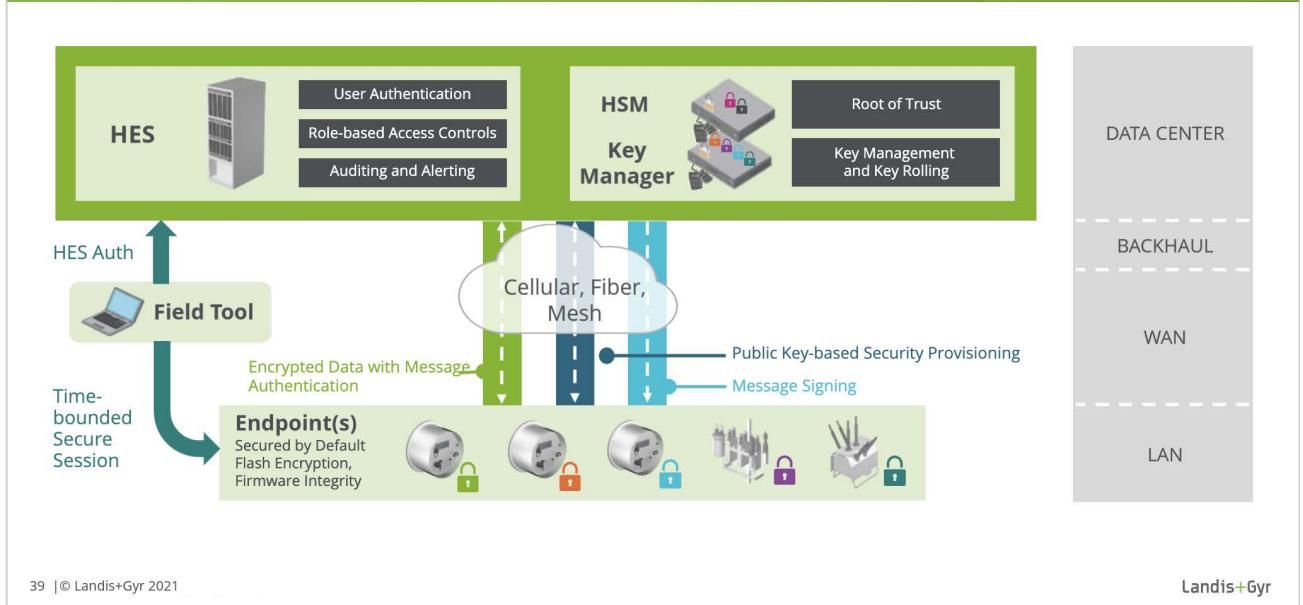 HES
User Authentication
Role-based Access Controls
Auditing and Alerting
HSM
Key
Manager
Root of Trust
Key Management
and Key Rolling
DATA CENTER
HES Auth
BACKHAUL
Field Tool
Cellular, Fiber,
Mesh
WAN
Encrypted Data with Message
Authentication
Public Key-based Security Provisioning
Message Signing
Time-
bounded
Secure
Session
Endpoint(s)
Secured by Default
Flash Encryption,
Firmware Integrity
LAN
39 |© Landis+Gyr 2021
Landis+Gyr